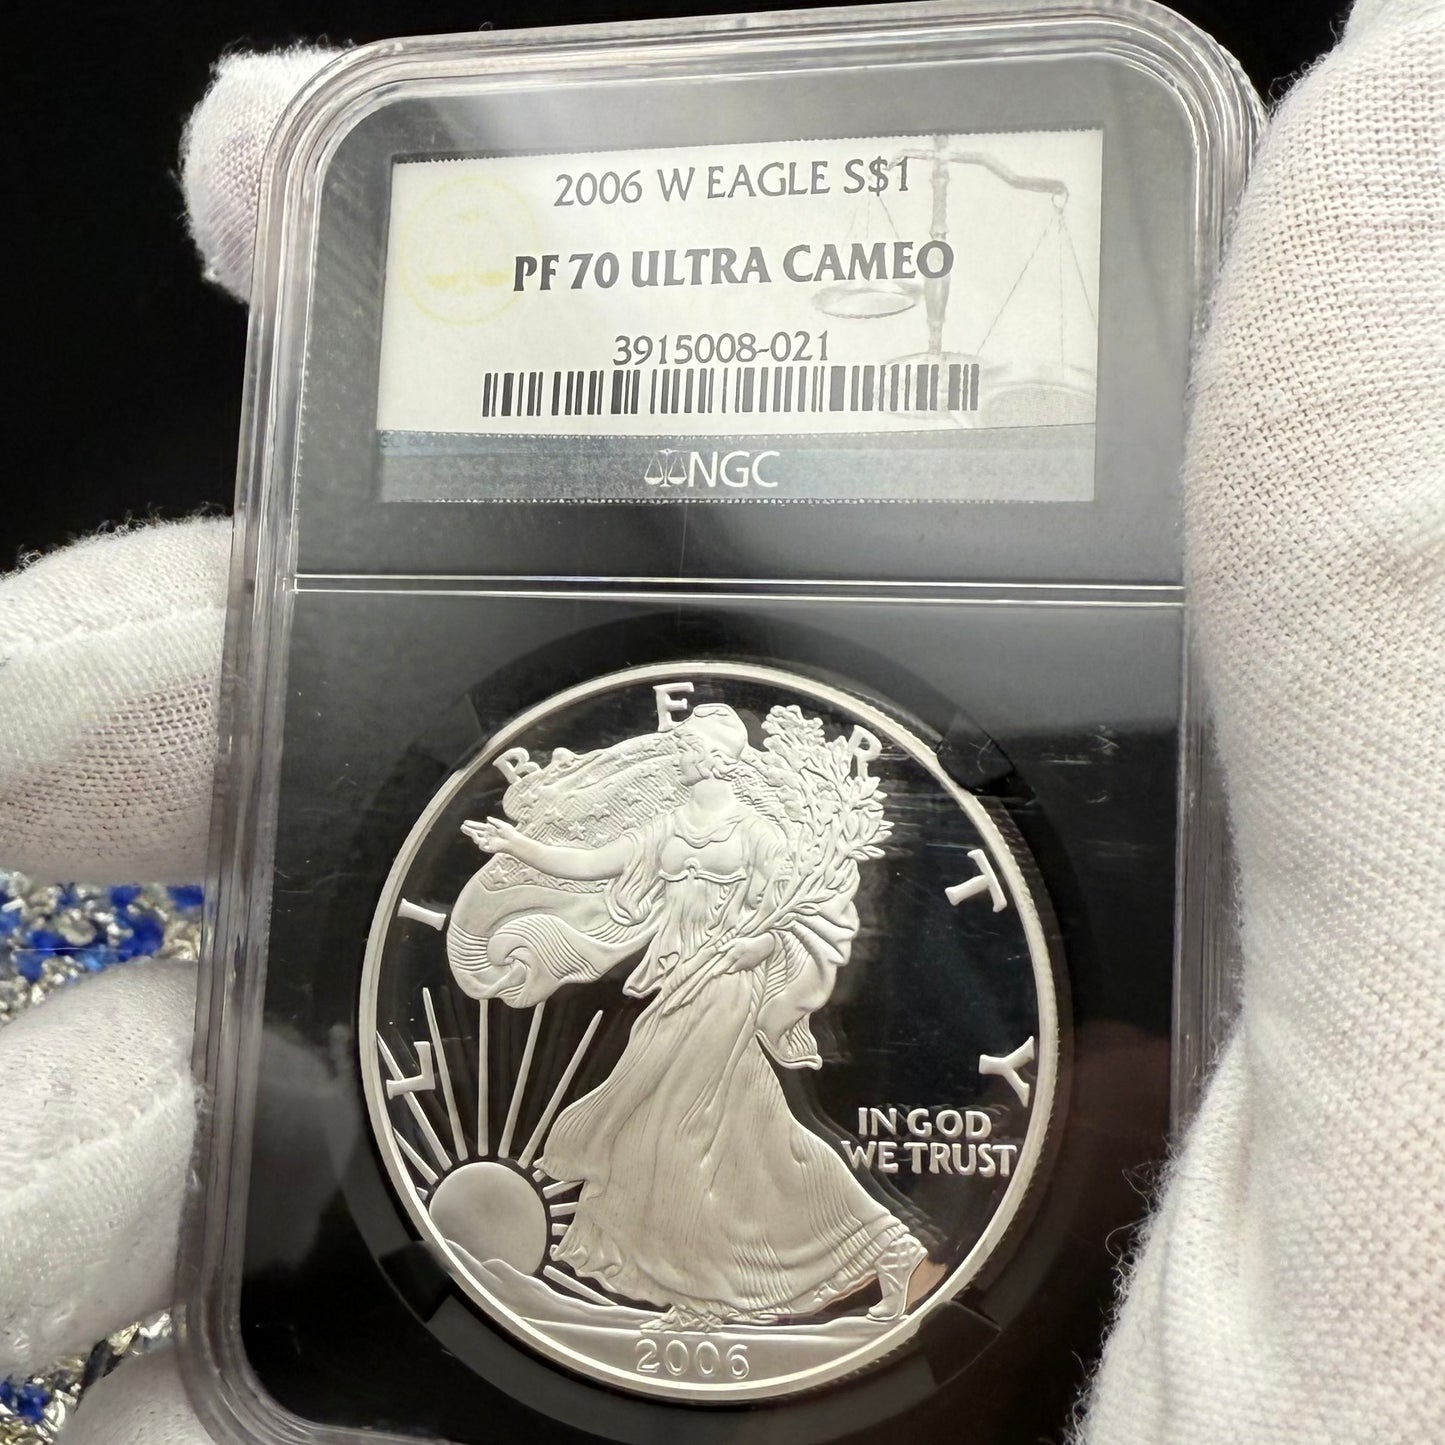 2006 W EAGLE S$1
PF 70 ULTRA CAMEO
3915008-021
NGC
LIBERTY
IN GOD
WE TRUST
2006